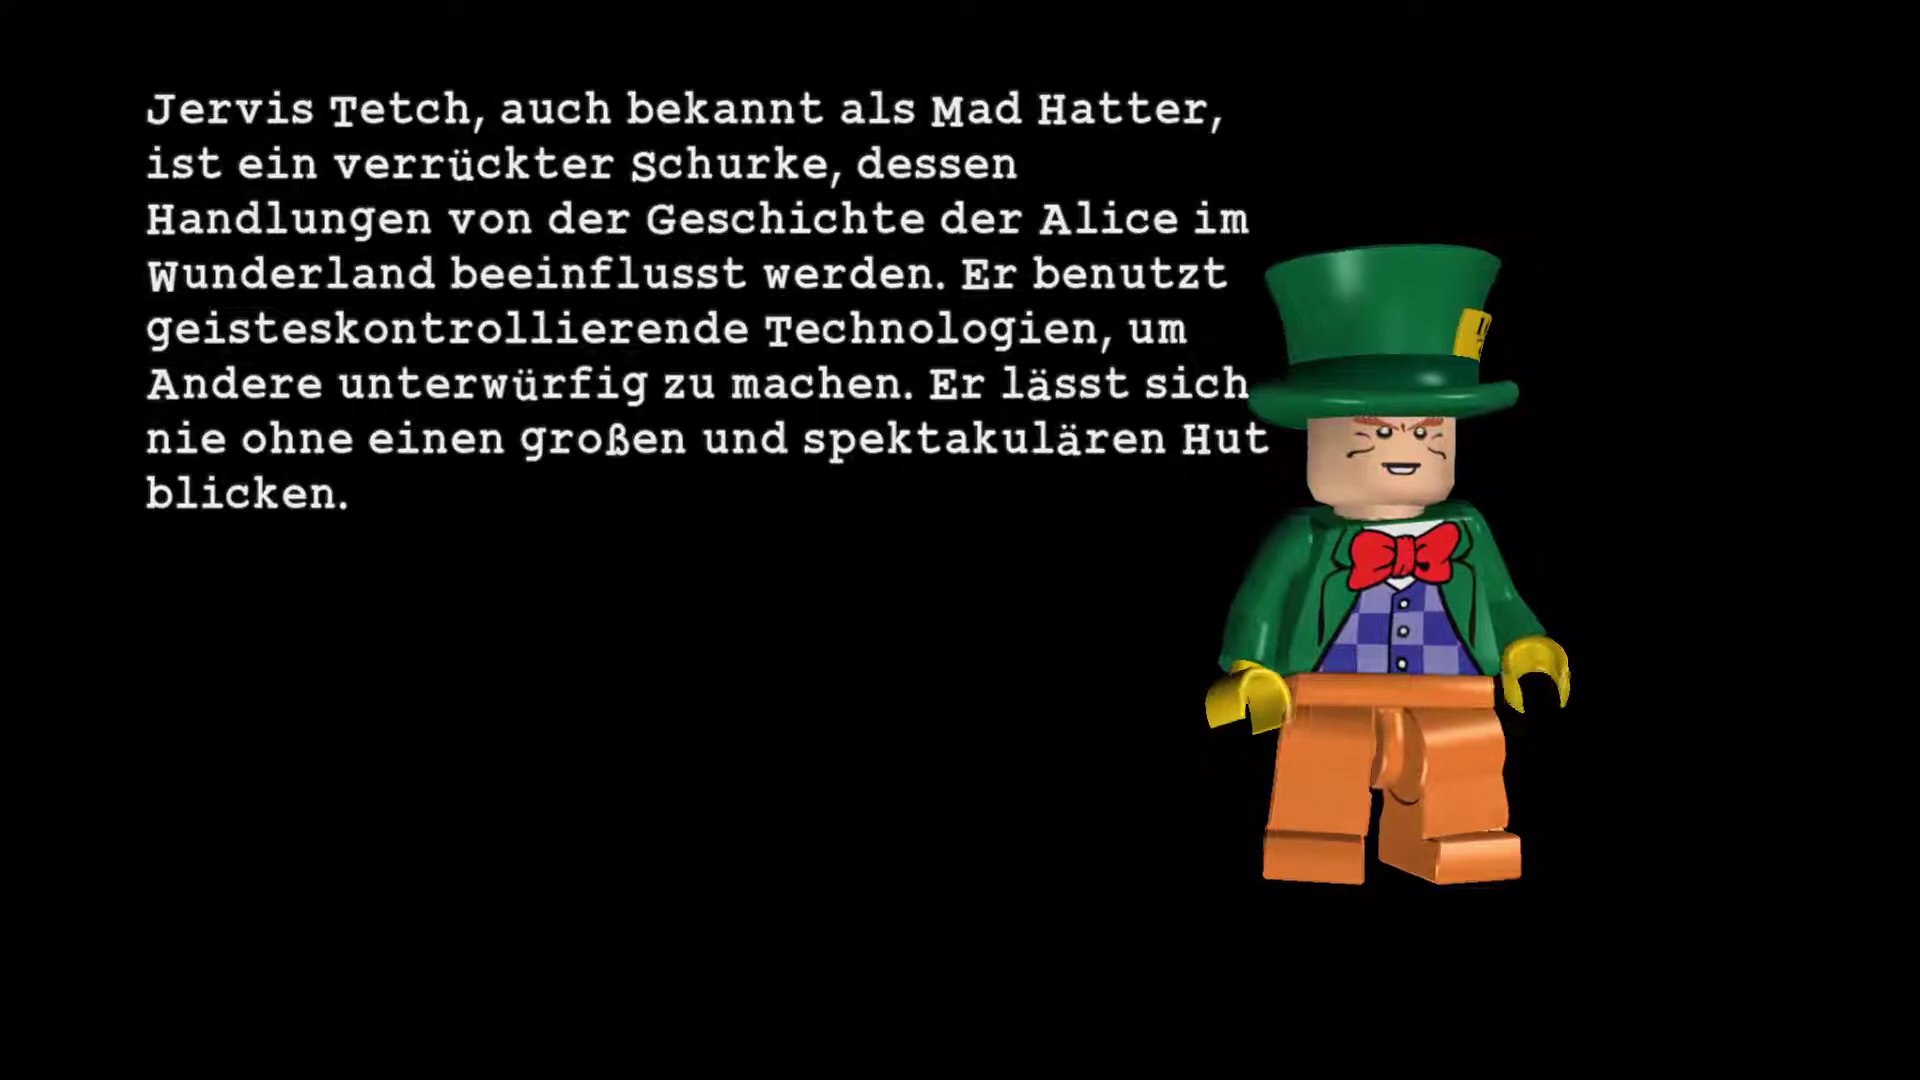 Jervis Tetch, auch bekannt als Mad Hatter,
ist ein verrückter Schurke, dessen
Handlungen von der Geschichte der Alice im
Wunderland beeinflusst werden. Er benutzt
geisteskontrollierende Technologien, um
Andere unterwürfig zu machen. Er lässt sich
nie ohne einen großen und spektakulären Hut
blicken.